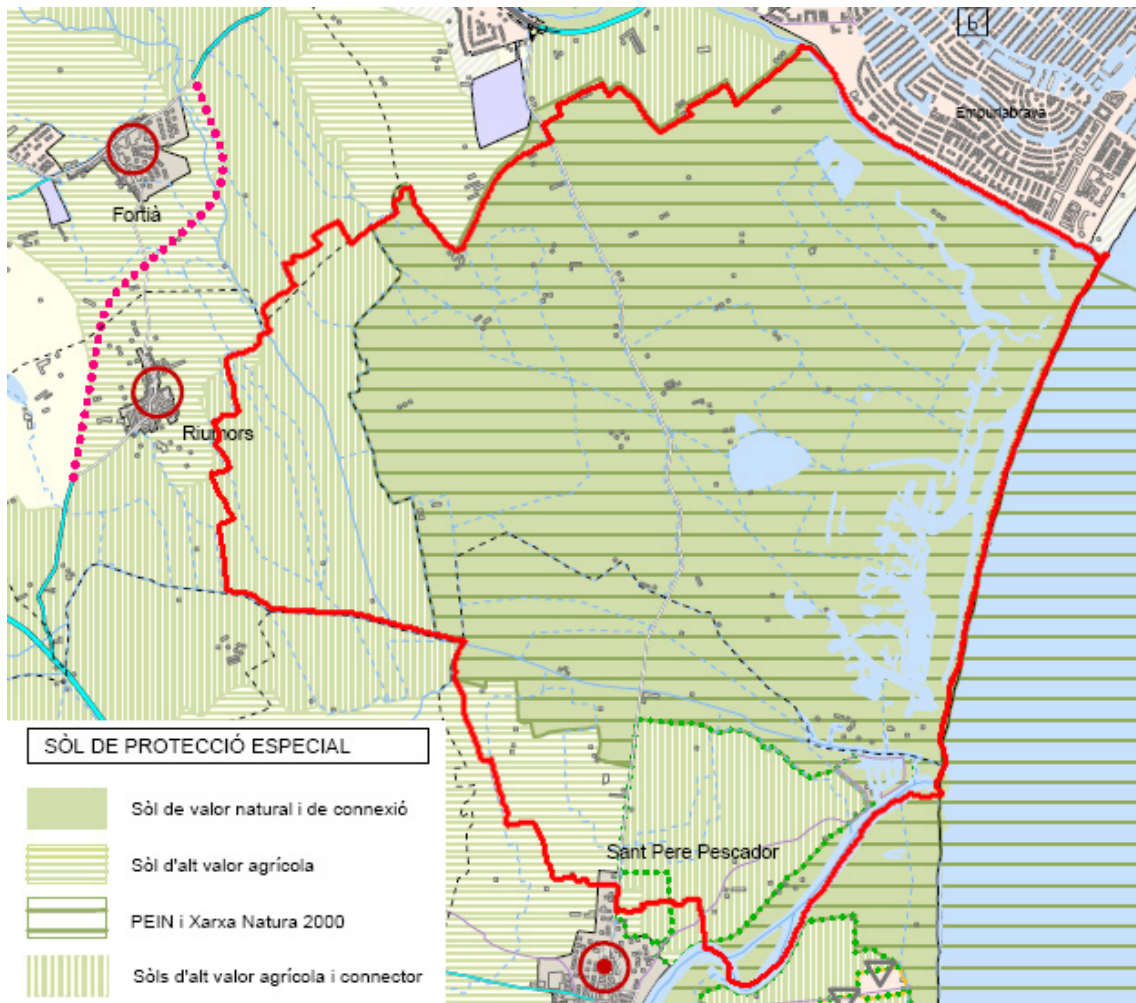 6
Empuriabrava
Fortià
Riumors
Sant Pere Pescador
SÒL DE PROTECCIÓ ESPECIAL
Sòl de valor natural i de connexió
Sòl d'alt valor agrícola
PEIN i Xarxa Natura 2000
Sòls d'alt valor agrícola i connector